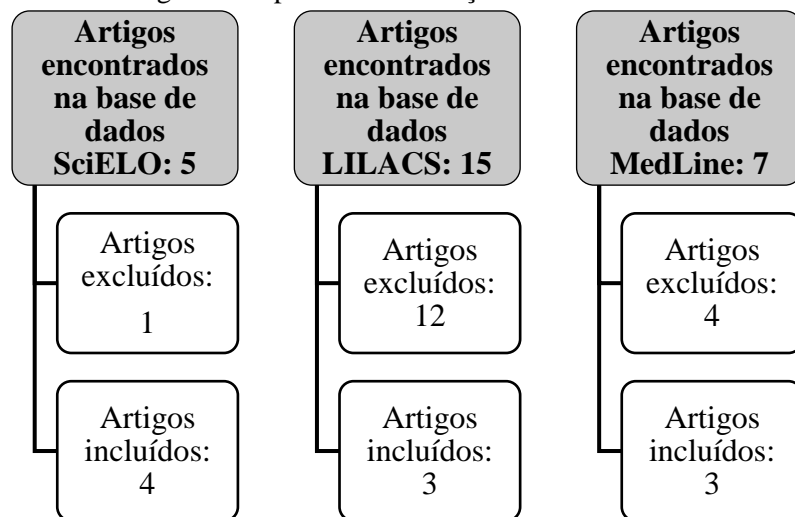 Artigos
encontrados
na base de
dados
SciELO: 5
Artigos
excluídos:
1
Artigos
incluídos:
4
Artigos
encontrados
na base de
dados
LILACS: 15
Artigos
excluídos:
12
Artigos
incluídos:
3
Artigos
encontrados
na base de
dados
MedLine: 7
Artigos
excluídos:
4
Artigos
incluídos:
3